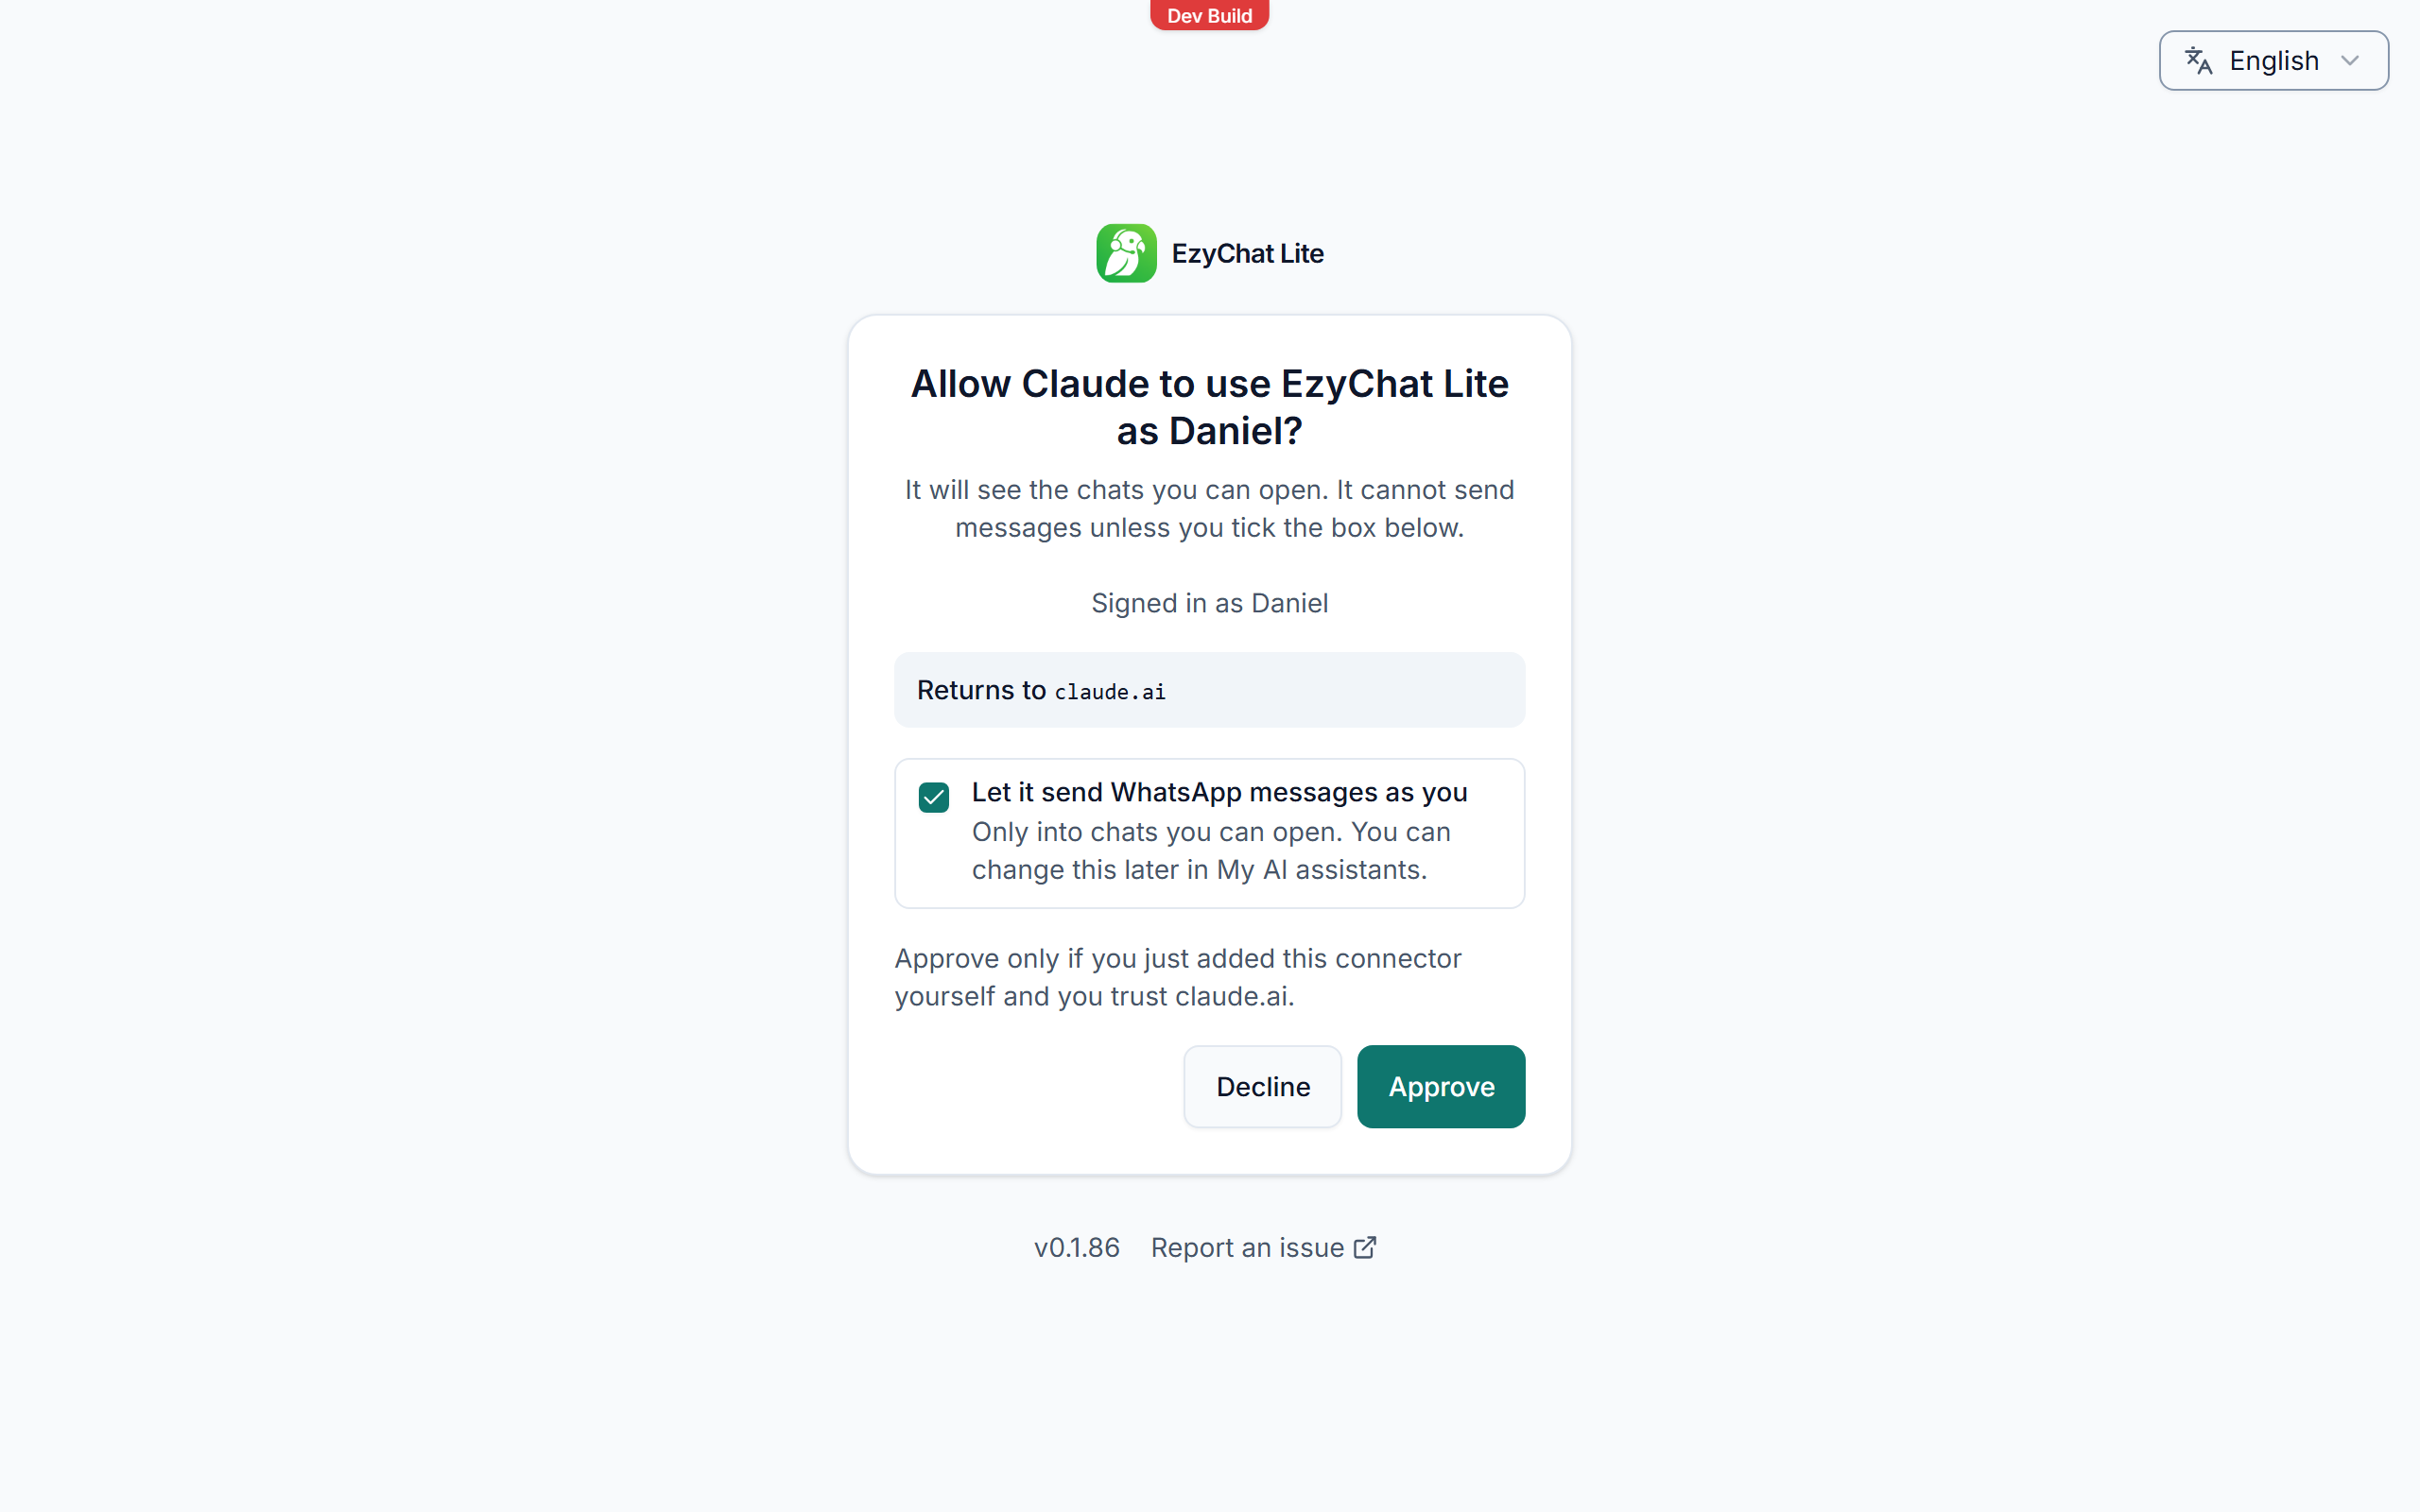 Dev Build
English
EzyChat Lite
Allow Claude to use EzyChat Lite
as Daniel?
It will see the chats you can open. It cannot send
messages unless you tick the box below.
Signed in as Daniel
Returns to claude.ai
Let it send WhatsApp messages as you
Only into chats you can open. You can
change this later in My AI assistants.
Approve only if you just added this connector
yourself and you trust claude.ai.
Decline
Approve
v0.1.86
Report an issue